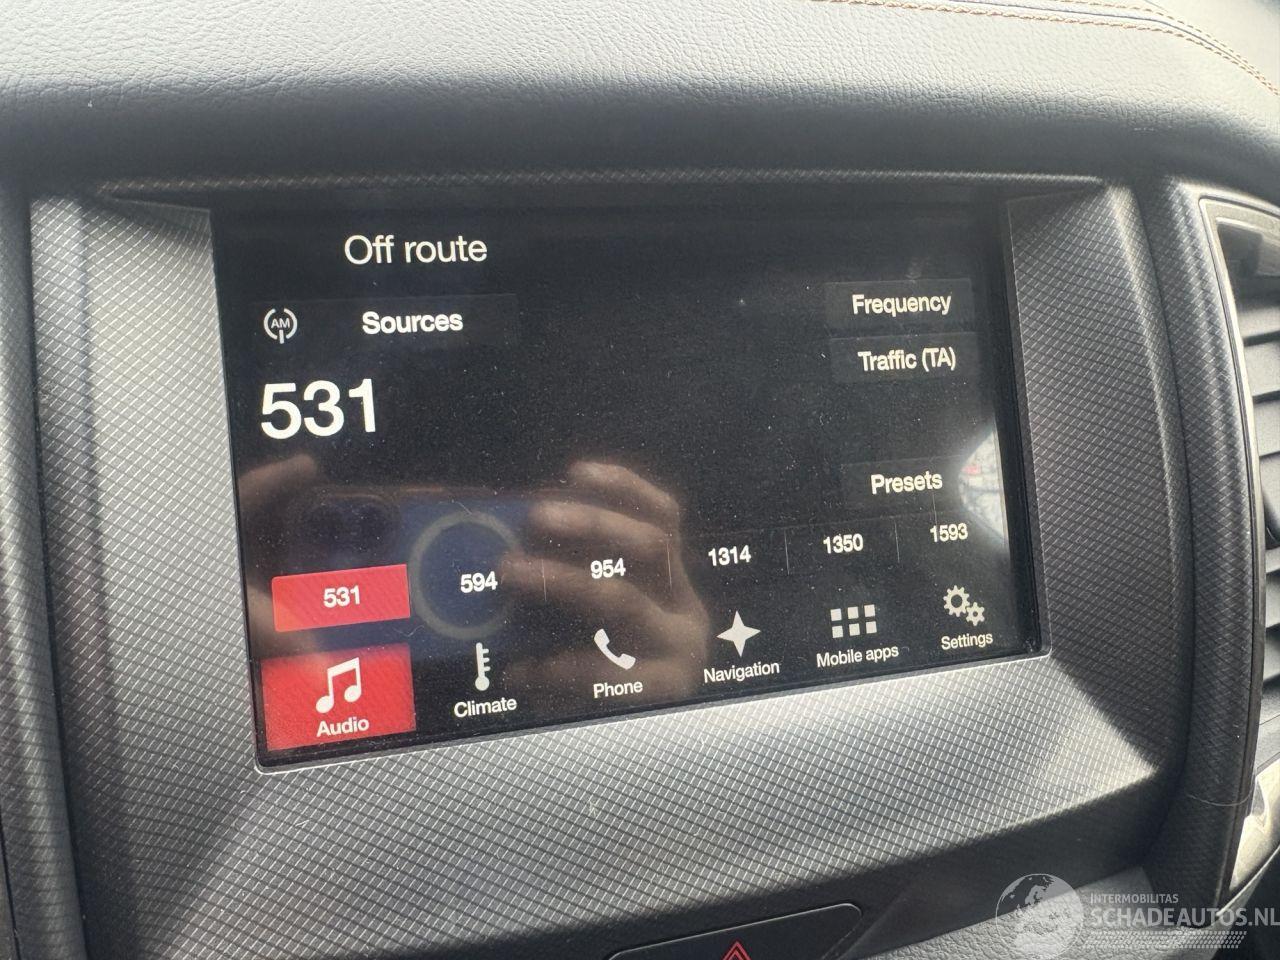 Off route
AM
Sources
Frequency
Traffic (TA)
531
Presets
531 594 954 1314 1350 1593
Audio Climate Phone Navigation Mobile apps Settings
INTERMOBILITAS
SCHADEAUTOS.NL